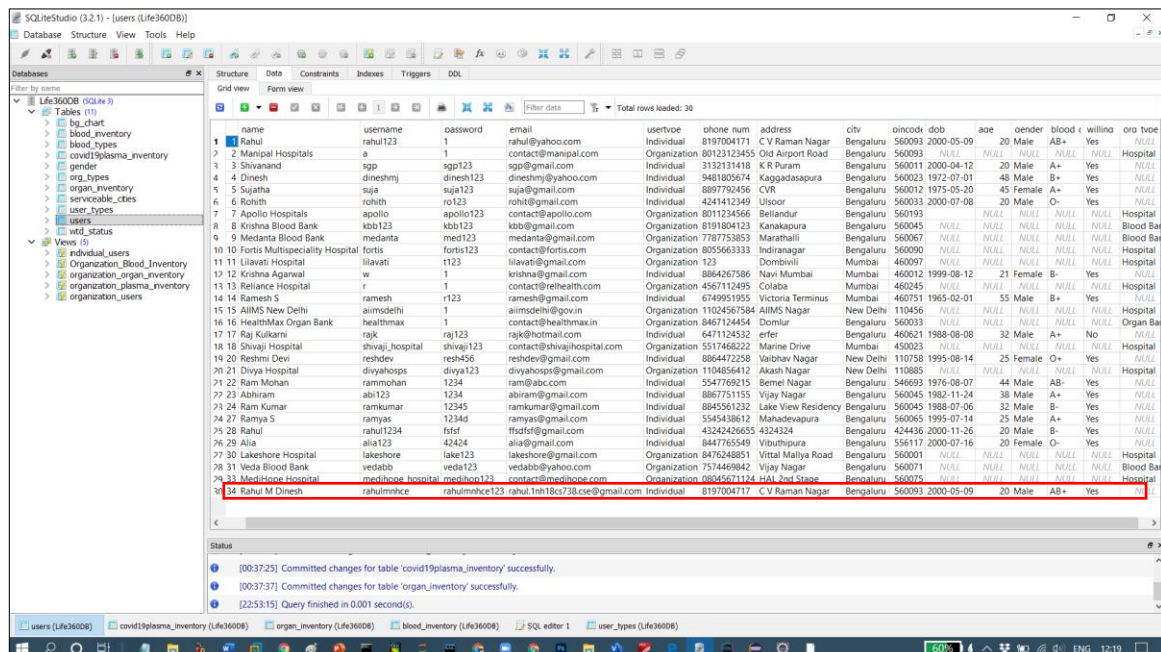 SQLiteStudio (3.2.1) - [users (Life360DB)]
Database Structure View Tools Help
Databases
Filter by name
Life360DB (SQLite 3)
Tables (11)
bg_chart
blood_inventory
blood_types
covid19plasma_inventory
gender
org_types
organ_inventory
serviceable_cities
user_types
users
wtd_status
Views (5)
individual_users
Organization_Blood_Inventory
organization_organ_inventory
organization_plasma_inventory
organization_users
Structure Data Constraints Indexes Triggers DDL
Grid view Form view
1 Filter data Total rows loaded: 30
name username password email usertype phone_num address city pincode dob age gender blood willing org_type
1 1 Rahul rahul123 1 rahul@yahoo.com Individual 8197004171 C V Raman Nagar Bengaluru 560093 2000-05-09 20 Male AB+ Yes NULL
2 2 Manipal Hospitals a 1 contact@manipal.com Organization 80123123455 Old Airport Road Bengaluru 560093 NULL NULL NULL NULL NULL Hospital
3 3 Shivanand sgp sgp123 sgp@gmail.com Individual 3132131418 K R Puram Bengaluru 560011 2000-04-12 20 Male A+ Yes NULL
4 4 Dinesh dineshmj dinesh123 dineshmj@yahoo.com Individual 9481805674 Kaggadasapura Bengaluru 560023 1972-07-01 48 Male B+ Yes NULL
5 5 Sujatha suja suja123 suja@gmail.com Individual 8897792456 CVR Bengaluru 560012 1975-05-20 45 Female A+ Yes NULL
6 6 Rohith rohith ro123 rohit@gmail.com Individual 4241412349 Ulsoor Bengaluru 560033 2000-07-08 20 Male O- Yes NULL
7 7 Apollo Hospitals apollo apollo123 contact@apollo.com Organization 8011234566 Bellandur Bengaluru 560193 NULL NULL NULL NULL Hospital
8 8 Krishna Blood Bank kbb123 kbb123 kbb@gmail.com Organization 8191804123 Kanakapura Bengaluru 560045 NULL NULL NULL NULL NULL Blood Ba
9 9 Medanta Blood Bank medanta med123 medanta@gmail.com Organization 7787753853 Marathalli Bengaluru 560067 NULL NULL NULL NULL NULL Blood Ba
10 10 Fortis Multispeciality Hospital fortis fortis123 contact@fortis.com Organization 8055663333 Indiranagar Bengaluru 560090 NULL NULL NULL NULL NULL Hospital
11 11 Lilavati Hospital lilavati t123 lilavati@gmail.com Organization 123 Dombivili Mumbai 460097 NULL NULL NULL NULL NULL Hospital
12 12 Krishna Agarwal w 1 krishna@gmail.com Individual 8864267586 Navi Mumbai Mumbai 460012 1999-08-12 21 Female B- Yes NULL
13 13 Reliance Hospital r 1 contact@relhealth.com Organization 4567112495 Colaba Mumbai 460245 NULL NULL NULL NULL NULL Hospital
14 14 Ramesh S ramesh r123 ramesh@gmail.com Individual 6749951955 Victoria Terminus Mumbai 460751 1965-02-01 55 Male B+ Yes NULL
15 15 AIIMS New Delhi aiimsdelhi 1 aiimsdelhi@gov.in Organization 11024567584 AIIMS Nagar New Delhi 110456 NULL NULL NULL NULL NULL Hospital
16 16 HealthMax Organ Bank healthmax 1 contact@healthmax.in Organization 8467124454 Domlur Bengaluru 560033 NULL NULL NULL NULL NULL Organ Ba
17 17 Raj Kulkarni rajk raj123 rajk@hotmail.com Individual 6471124532 erfer Bengaluru 460621 1988-08-08 32 Male A+ No NULL
18 18 Shivaji Hospital shivaji_hospital shivaji123 contact@shivajihospital.com Organization 5517468222 Marine Drive Mumbai 450023 NULL NULL NULL NULL NULL Hospital
19 20 Reshmi Devi reshdev resh456 reshdev@gmail.com Individual 8864472258 Vaibhav Nagar New Delhi 110758 1995-08-14 25 Female O+ Yes NULL
20 21 Divya Hospital divyahosps divya123 divyahosps@gmail.com Organization 1104856412 Akash Nagar New Delhi 110885 NULL NULL NULL NULL NULL Hospital
21 22 Ram Mohan rammohan 1234 ram@abc.com Individual 5547769215 Bemel Nagar Bengaluru 546693 1976-08-07 44 Male AB- Yes NULL
22 23 Abhiram abi123 1234 abiram@gmail.com Individual 8867751155 Vijay Nagar Bengaluru 560045 1982-11-24 38 Male A+ Yes NULL
23 24 Ram Kumar ramkumar 12345 ramkumar@gmail.com Individual 8845561232 Lake View Residency Bengaluru 560045 1988-07-06 32 Male B- Yes NULL
24 27 Ramya S ramyas 1234d ramyas@gmail.com Individual 5545438612 Mahadevapura Bengaluru 560065 1995-07-14 25 Male A+ Yes NULL
25 28 Rahul rahul1234 fsfsf ffsdfsf@gmail.com Individual 43242426655 4324324 Bengaluru 424436 2000-11-26 20 Male B- Yes NULL
26 29 Alia alia123 42424 alia@gmail.com Individual 8447765549 Vibuthipura Bengaluru 556117 2000-07-16 20 Female O- Yes NULL
27 30 Lakeshore Hospital lakeshore lake123 lakeshore@gmail.com Organization 8476248851 Vittal Mallya Road Bengaluru 560001 NULL NULL NULL NULL NULL Hospital
28 31 Veda Blood Bank vedabb veda123 vedabb@yahoo.com Organization 7574469842 Vijay Nagar Bengaluru 560071 NULL NULL NULL NULL NULL Blood Ba
29 33 MediHope Hospital medihope_hospital medihop123 contact@medihope.com Organization 08045671124 HAL 2nd Stage Bengaluru 560075 NULL NULL NULL NULL NULL Hospital
30 34 Rahul M Dinesh rahulmnhce rahulmnhce123 rahul.1nh18cs738.cse@gmail.com Individual 8197004717 C V Raman Nagar Bengaluru 560093 2000-05-09 20 Male AB+ Yes NULL
Status
[00:37:25] Committed changes for table 'covid19plasma_inventory' successfully.
[00:37:37] Committed changes for table 'organ_inventory' successfully.
[22:53:15] Query finished in 0.001 second(s).
users (Life360DB) covid19plasma_inventory (Life360DB) organ_inventory (Life360DB) blood_inventory (Life360DB) SQL editor 1 user_types (Life360DB)
60% ENG 12:19